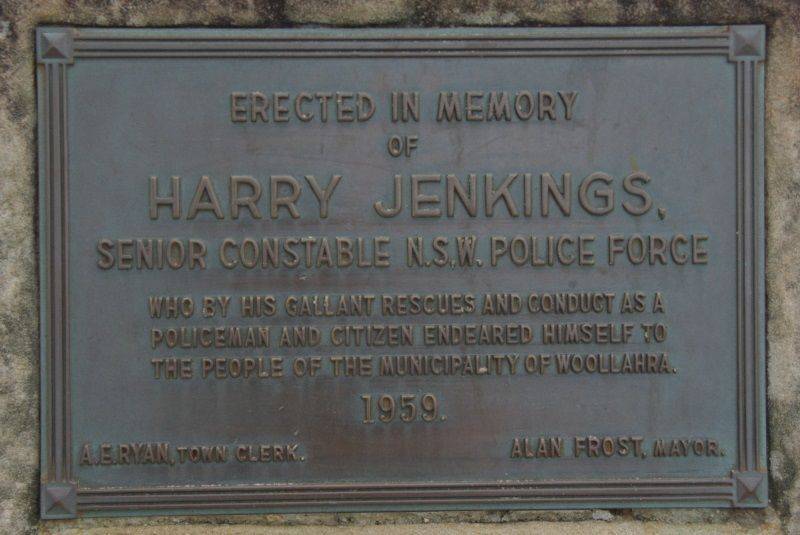 ERECTED IN MEMORY
OF
HARRY JENKINGS,
SENIOR CONSTABLE N.S.W. POLICE FORCE
WHO BY HIS GALLANT RESCUES AND CONDUCT AS A
POLICEMAN AND CITIZEN ENDEARED HIMSELF TO
THE PEOPLE OF THE MUNICIPALITY OF WOOLLAHRA.
1959.
A.E.RYAN, TOWN CLERK. ALAN FROST, MAYOR.